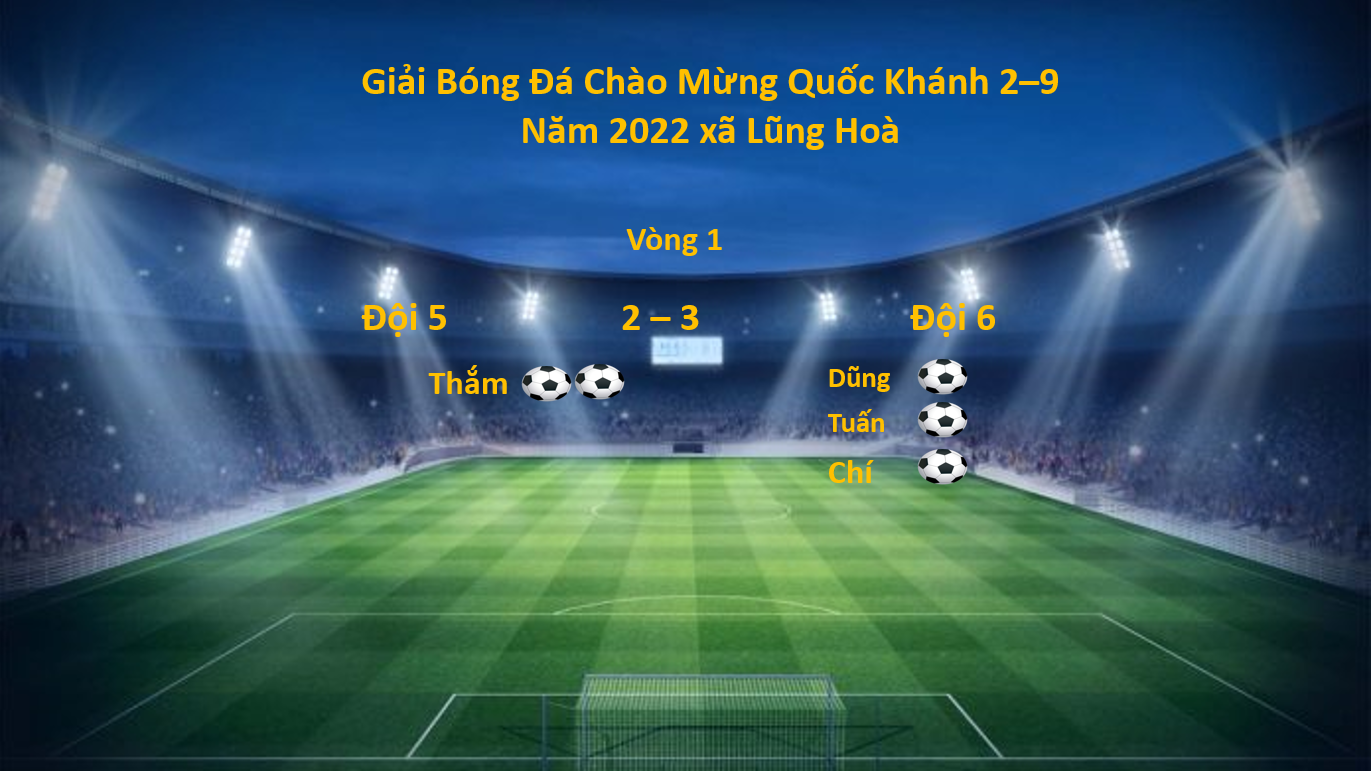 Giải Bóng Đá Chào Mừng Quốc Khánh 2–9
Năm 2022 xã Lũng Hoà
Vòng 1
Đội 5 2 – 3 Đội 6
Thắm
Dũng
Tuấn
Chí